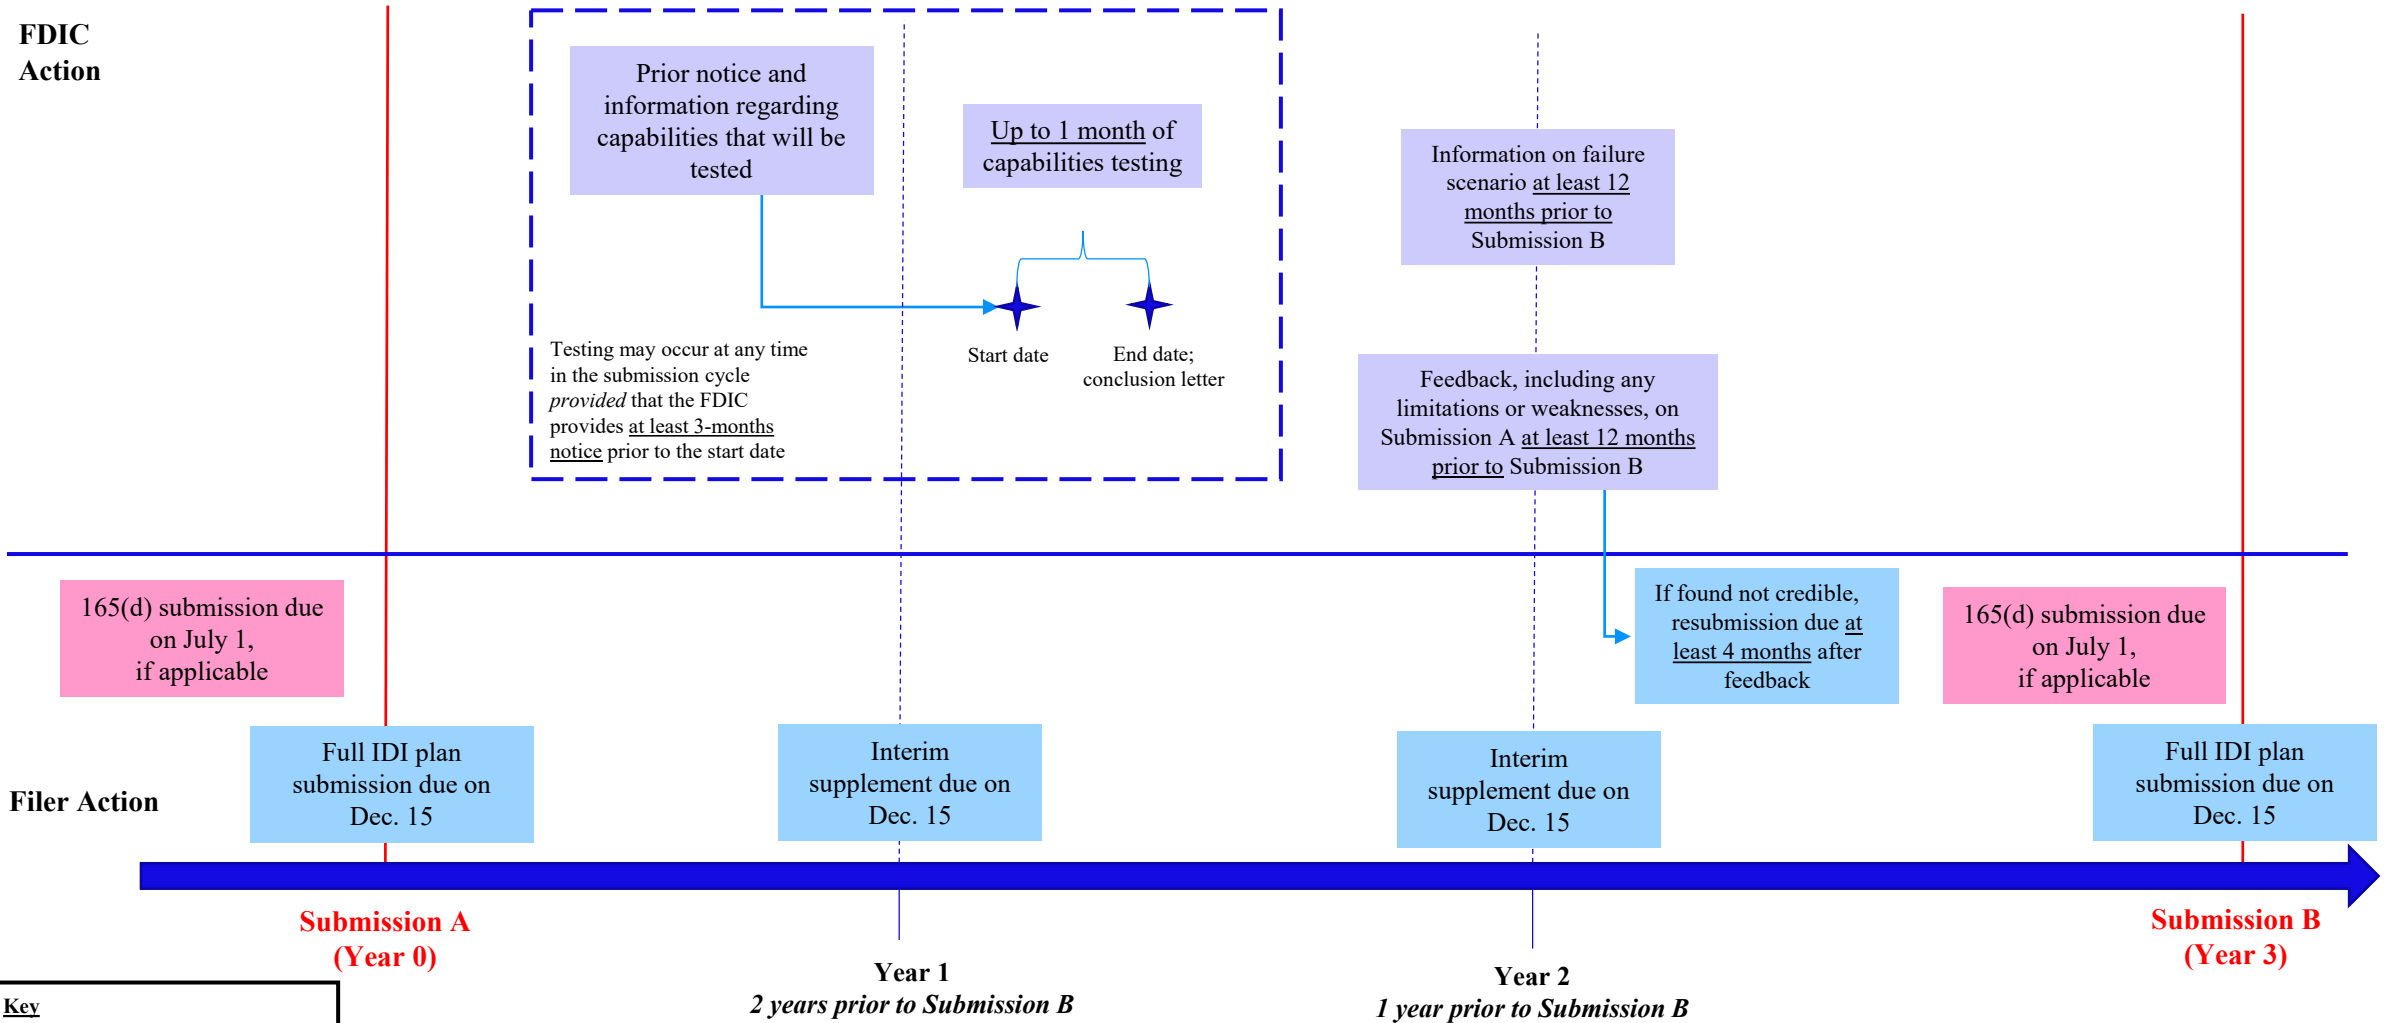 FDIC
Action
Prior notice and
information regarding
capabilities that will be
tested
Up to 1 month of
capabilities testing
Start date
End date;
conclusion letter
Testing may occur at any time
in the submission cycle
provided that the FDIC
provides at least 3-months
notice prior to the start date
Information on failure
scenario at least 12
months prior to
Submission B
Feedback, including any
limitations or weaknesses, on
Submission A at least 12 months
prior to Submission B
165(d) submission due
on July 1,
if applicable
If found not credible,
resubmission due at
least 4 months after
feedback
165(d) submission due
on July 1,
if applicable
Filer Action
Full IDI plan
submission due on
Dec. 15
Interim
supplement due on
Dec. 15
Interim
supplement due on
Dec. 15
Full IDI plan
submission due on
Dec. 15
Submission A
(Year 0)
Year 1
2 years prior to Submission B
Year 2
1 year prior to Submission B
Submission B
(Year 3)
Key